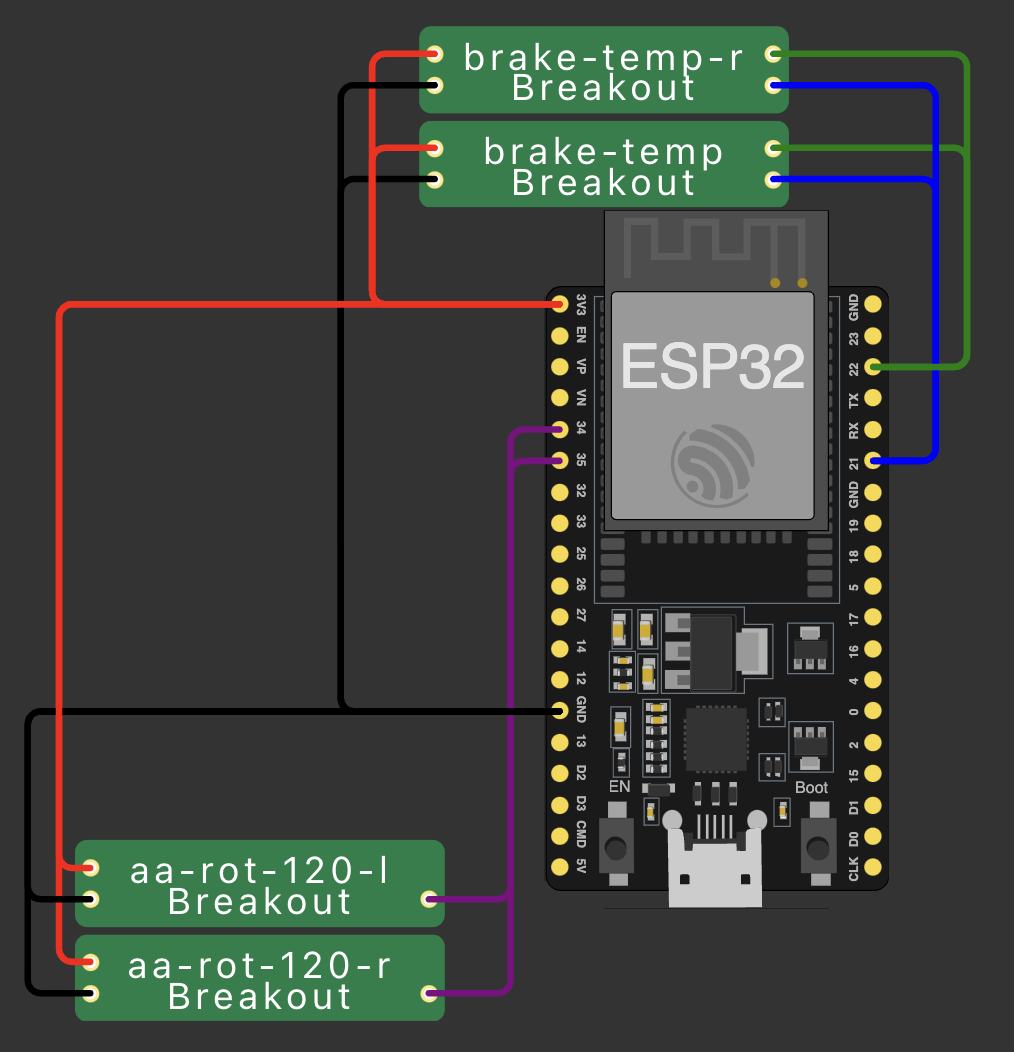 brake-temp-r
Breakout
brake-temp
Breakout
ESP32
3V3
EN
VP
VN
34
35
32
33
25
26
27
14
12
GND
13
D2
D3
CMD
5V
GND
23
22
TX
RX
21
GND
19
18
5
17
16
4
0
2
15
D1
D0
CLK
EN
Boot
aa-rot-120-l
Breakout
aa-rot-120-r
Breakout